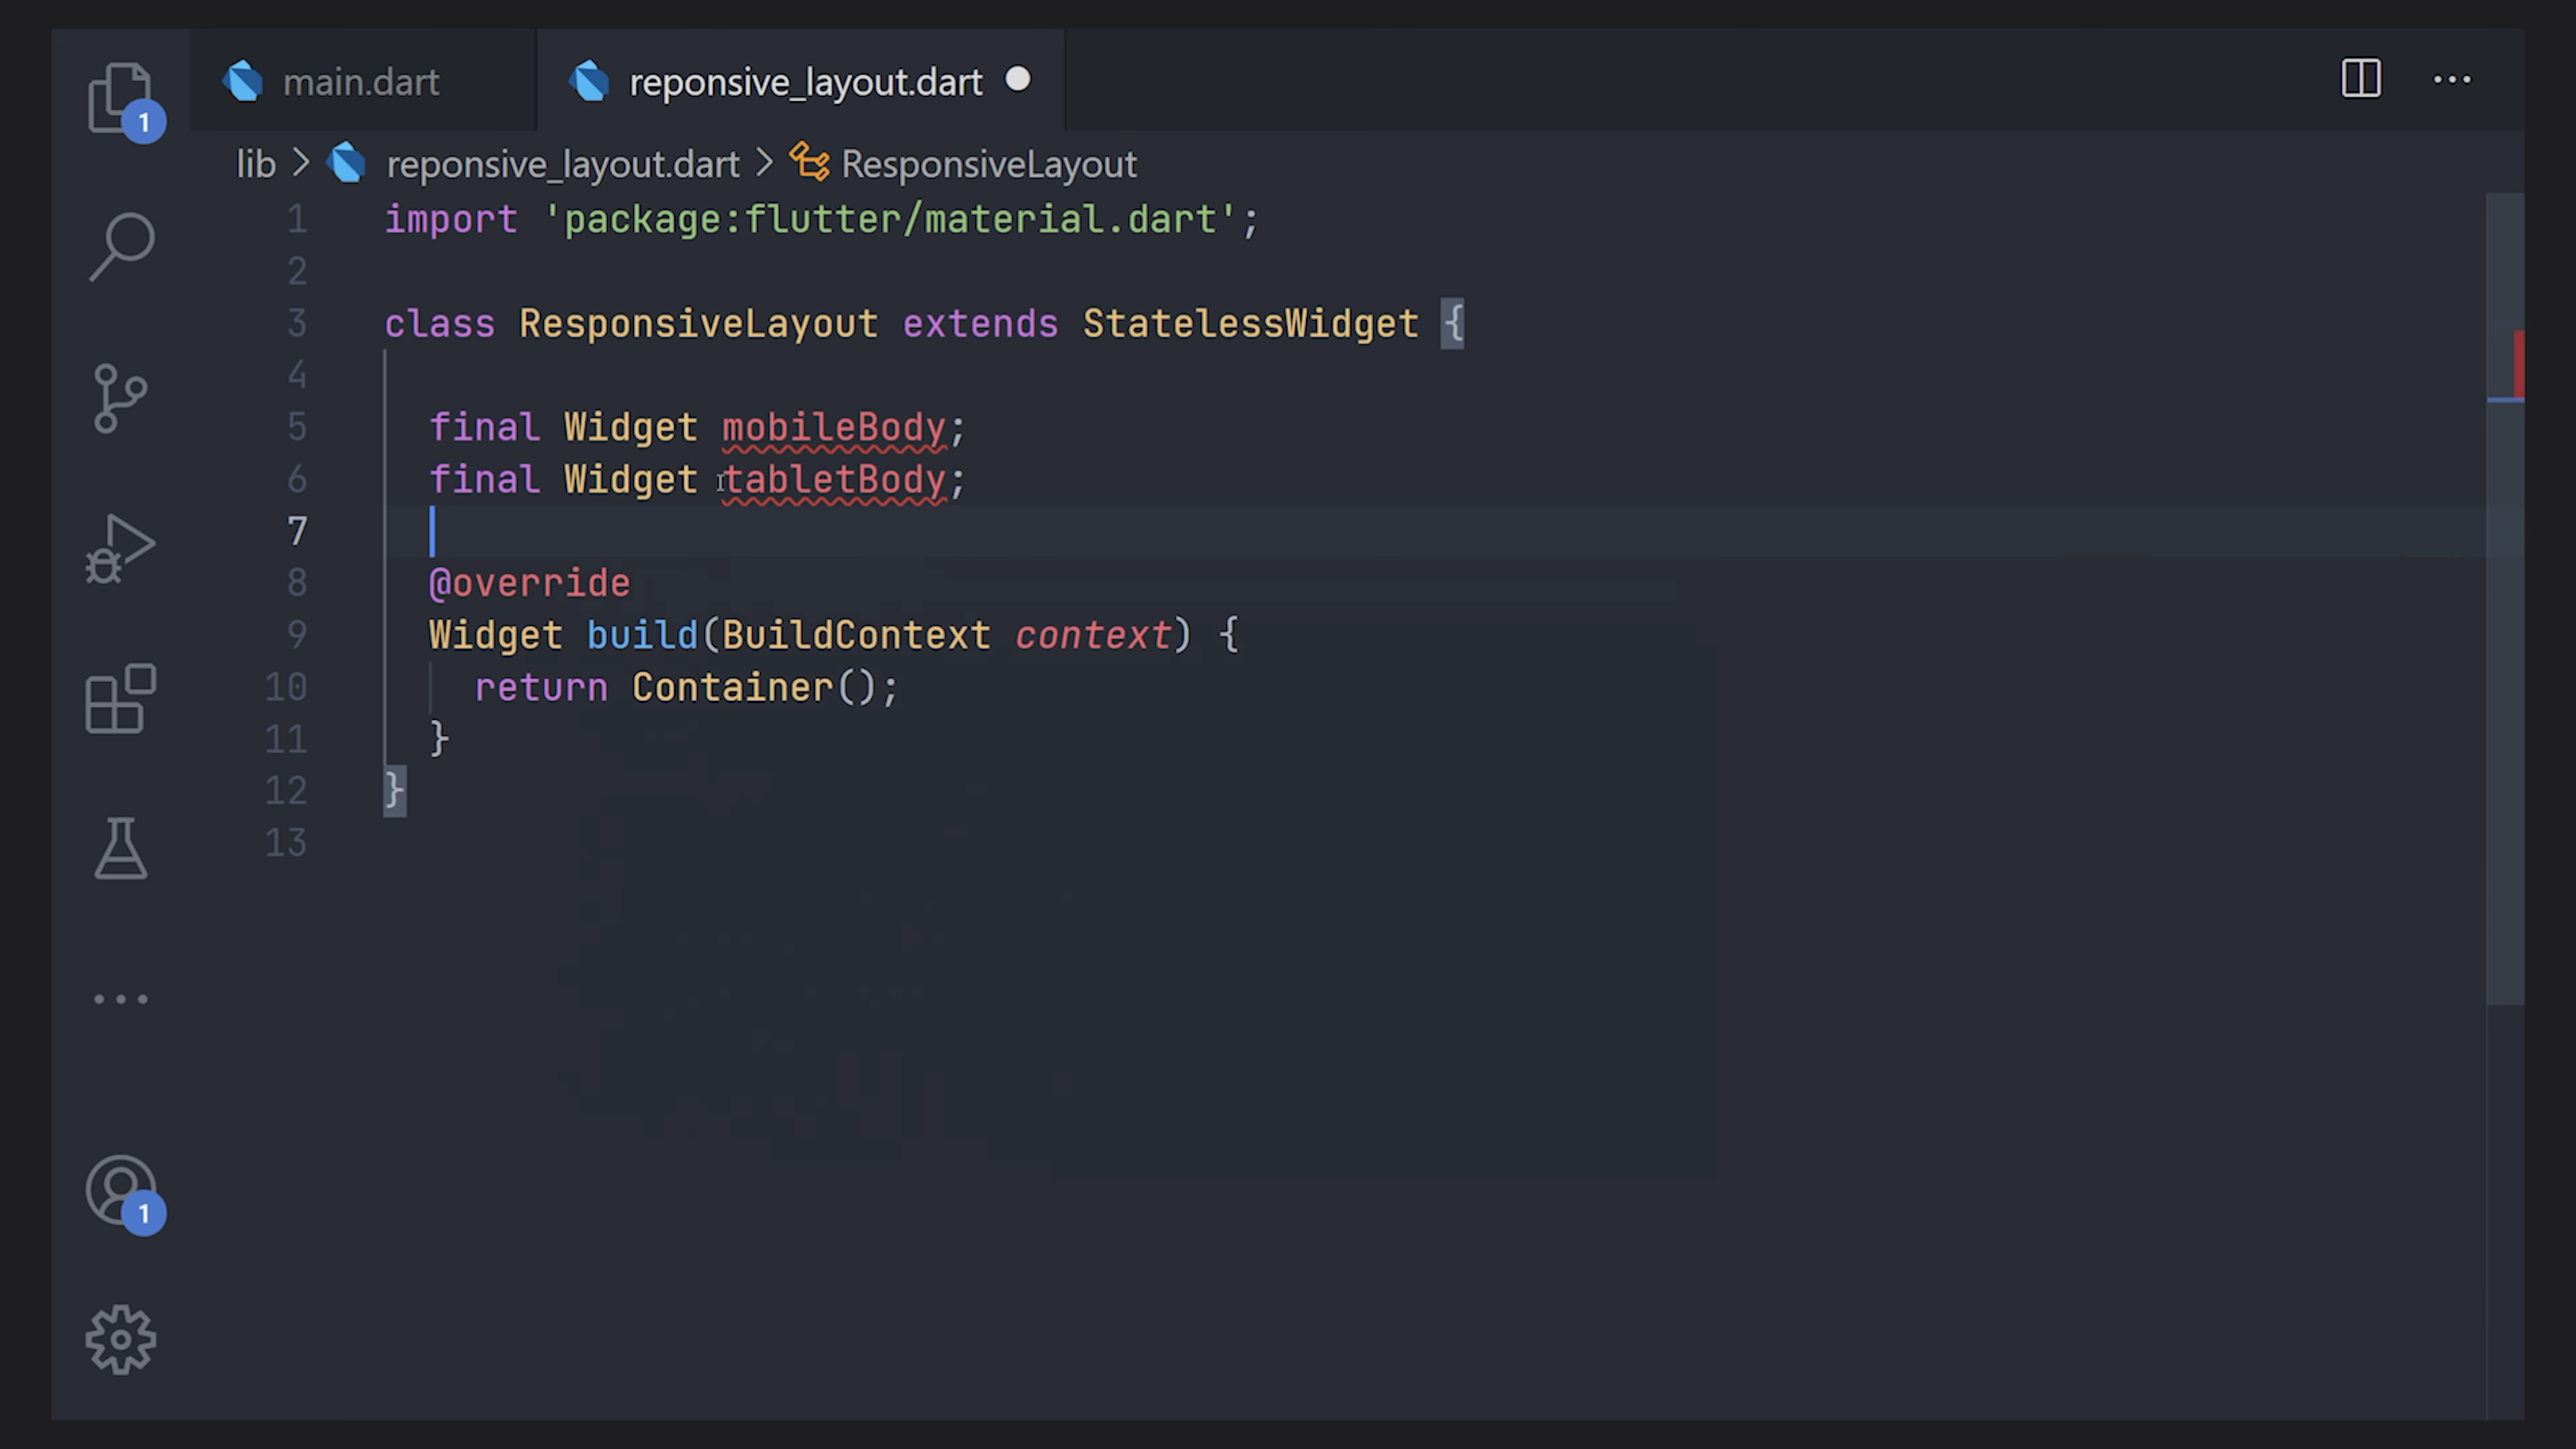 main.dart
reponsive_layout.dart
1
lib > reponsive_layout.dart > ResponsiveLayout
1 import 'package:flutter/material.dart';
2
3 class ResponsiveLayout extends StatelessWidget {
4
5 final Widget mobileBody;
6 final Widget tabletBody;
7
8 @override
9 Widget build(BuildContext context) {
10 return Container();
11 }
12 }
13
1